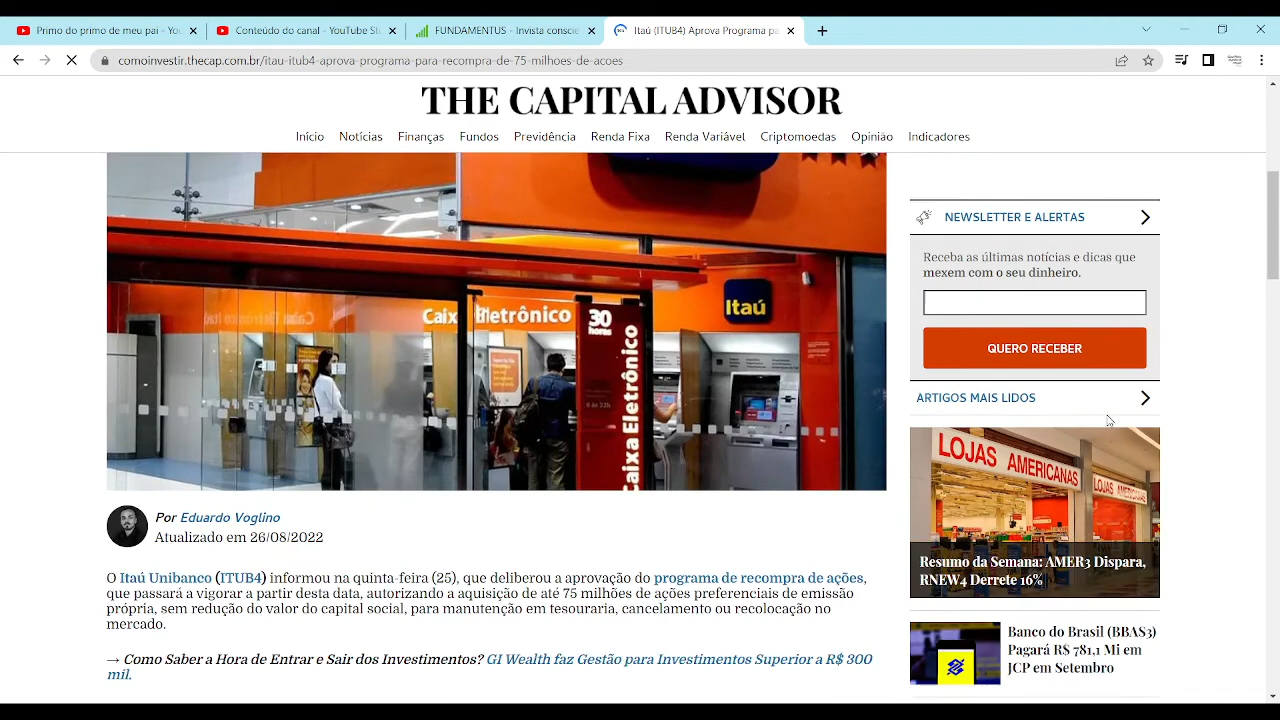 Primo do primo de meu pai - Yo
Conteúdo do canal - YouTube Stu
FUNDAMENTUS - Invista conscie
Itaú (ITUB4) Aprova Programa pa
comoinvestir.thecap.com.br/itau-itub4-aprova-programa-para-recompra-de-75-milhoes-de-acoes
THE CAPITAL ADVISOR
Início Notícias Finanças Fundos Previdência Renda Fixa Renda Variável Criptomoedas Opinião Indicadores
Itaú
Caixa Eletrônico
30
horas
Caixa Eletrônico
NEWSLETTER E ALERTAS
Receba as últimas notícias e dicas que
mexem com o seu dinheiro.
QUERO RECEBER
ARTIGOS MAIS LIDOS
LOJAS AMERICANAS
LOJAS AMERICANAS
Resumo da Semana: AMER3 Dispara,
RNEW4 Derrete 16%
Banco do Brasil (BBAS3)
Pagará R$ 781,1 Mi em
JCP em Setembro
Por Eduardo Voglino
Atualizado em 26/08/2022
O Itaú Unibanco (ITUB4) informou na quinta-feira (25), que deliberou a aprovação do programa de recompra de ações,
que passará a vigorar a partir desta data, autorizando a aquisição de até 75 milhões de ações preferenciais de emissão
própria, sem redução do valor do capital social, para manutenção em tesouraria, cancelamento ou recolocação no
mercado.
→ Como Saber a Hora de Entrar e Sair dos Investimentos? GI Wealth faz Gestão para Investimentos Superior a R$ 300
mil.